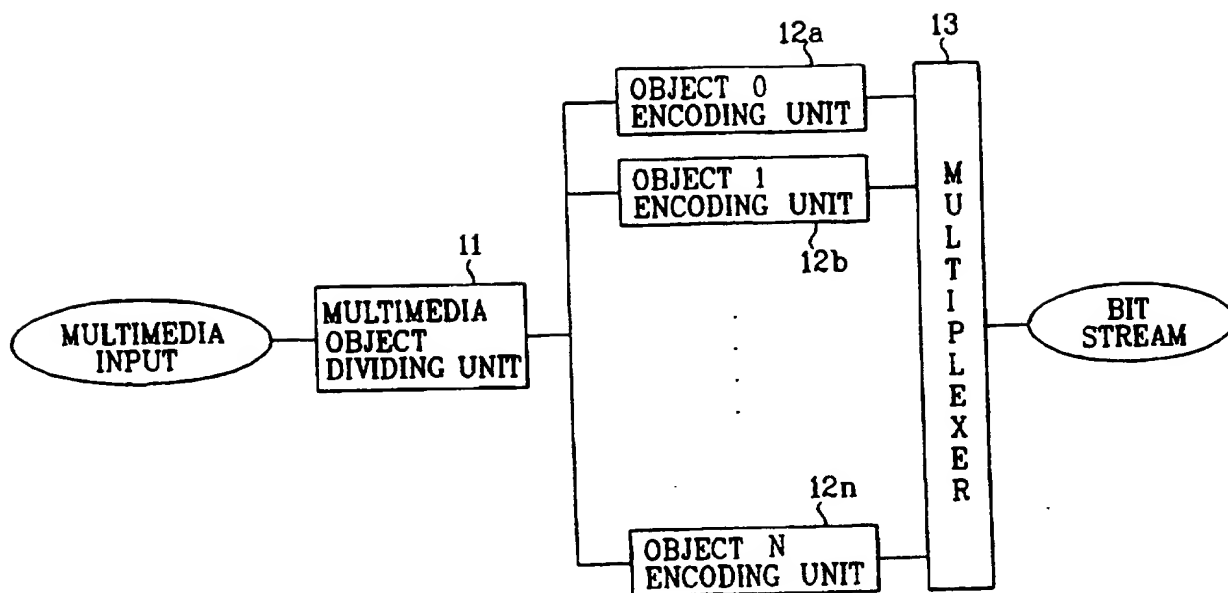 12a
13
OBJECT 0
ENCODING UNIT
OBJECT 1
ENCODING UNIT
12b
11
MULTIMEDIA
INPUT
MULTIMEDIA
OBJECT
DIVIDING UNIT
MULTIPLEXER
BIT
STREAM
12n
OBJECT N
ENCODING UNIT